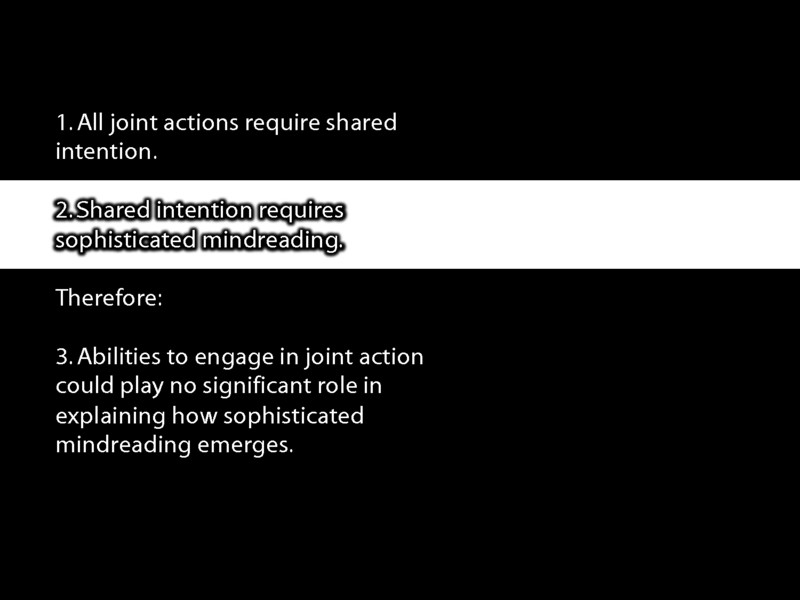 1. All joint actions require shared
intention.
2. Shared intention requires
sophisticated mindreading.
Therefore:
3. Abilities to engage in joint action
could play no significant role in
explaining how sophisticated
mindreading emerges.